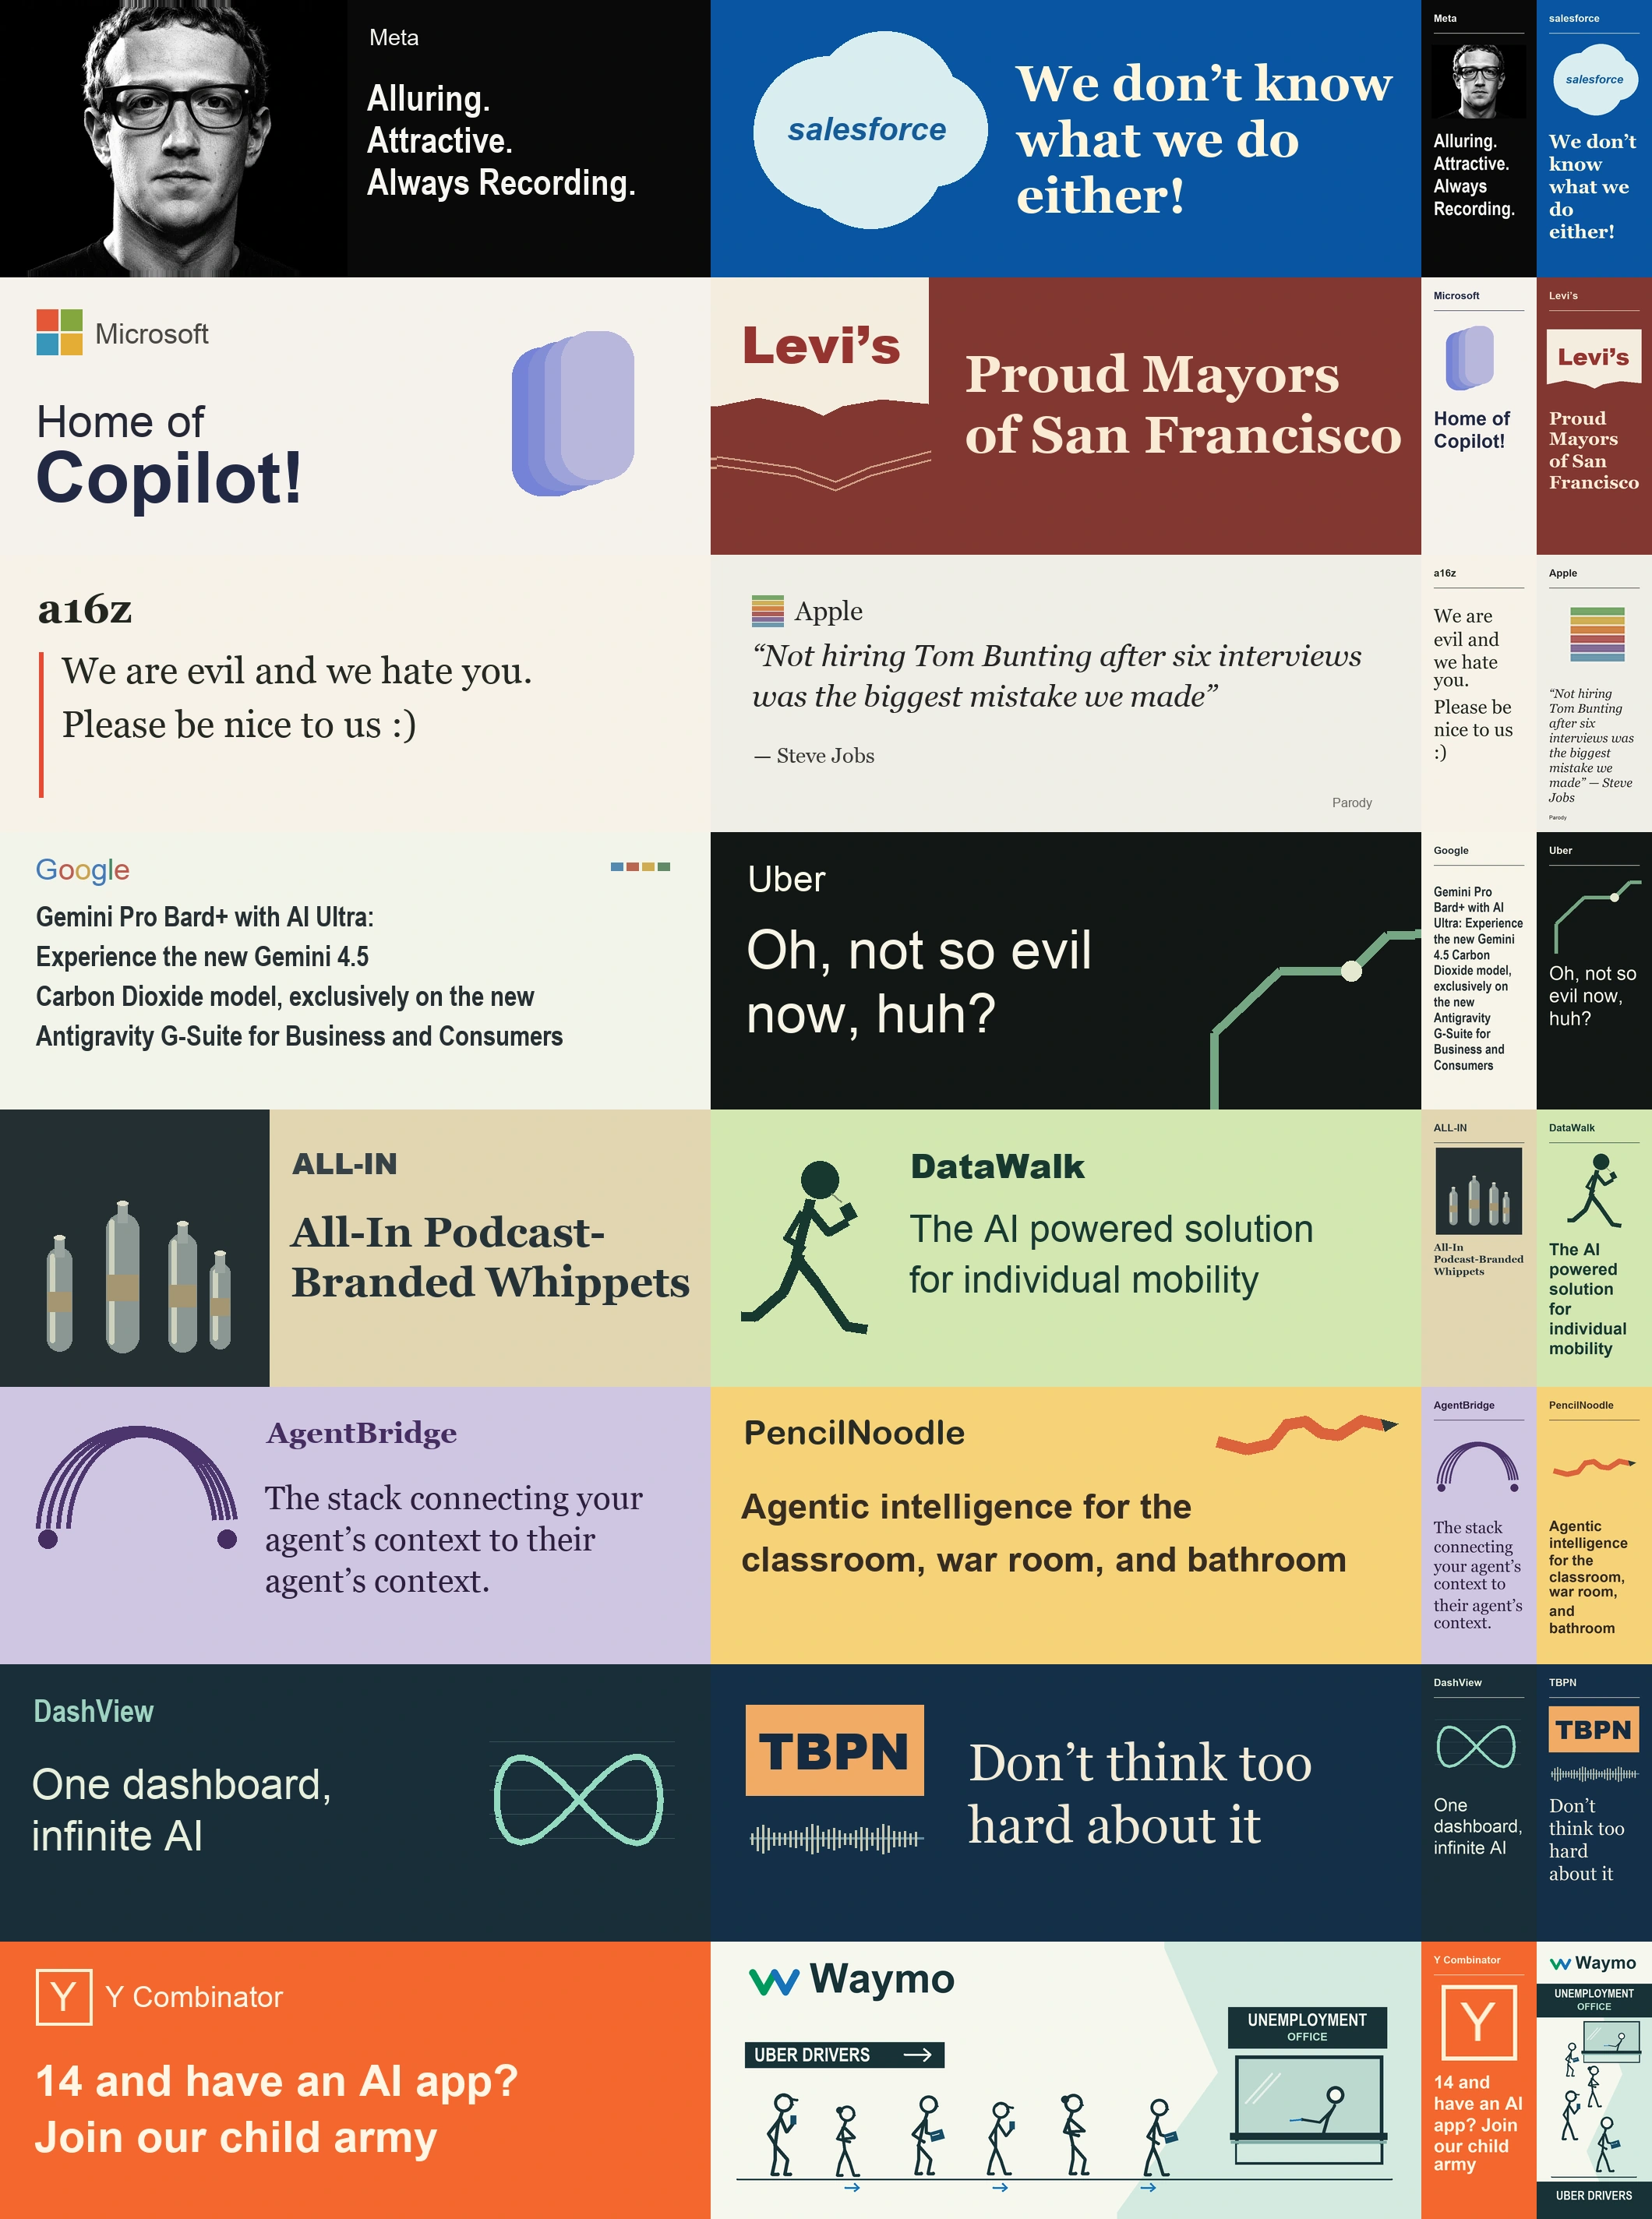 Meta
Alluring.
Attractive.
Always Recording.
salesforce
We don’t know
what we do
either!
Meta
Alluring.
Attractive.
Always
Recording.
salesforce
salesforce
We don’t
know
what we
do
either!
Microsoft
Home of
Copilot!
Levi’s
Proud Mayors
of San Francisco
Microsoft
Home of
Copilot!
Levi’s
Levi’s
Proud
Mayors
of San
Francisco
a16z
We are evil and we hate you.
Please be nice to us :)
Apple
“Not hiring Tom Bunting after six interviews
was the biggest mistake we made”
— Steve Jobs
Parody
a16z
We are
evil and
we hate
you.
Please be
nice to us
:)
Apple
“Not hiring
Tom Bunting
after six
interviews was
the biggest
mistake we
made” — Steve
Jobs
Parody
Google
Gemini Pro Bard+ with AI Ultra:
Experience the new Gemini 4.5
Carbon Dioxide model, exclusively on the new
Antigravity G-Suite for Business and Consumers
Uber
Oh, not so evil
now, huh?
Google
Gemini Pro
Bard+ with AI
Ultra: Experience
the new Gemini
4.5 Carbon
Dioxide model,
exclusively on
the new
Antigravity
G-Suite for
Business and
Consumers
Uber
Oh, not so
evil now,
huh?
ALL-IN
All-In Podcast-
Branded Whippets
DataWalk
The AI powered solution
for individual mobility
ALL-IN
All-In
Podcast-Branded
Whippets
DataWalk
The AI
powered
solution
for
individual
mobility
AgentBridge
The stack connecting your
agent’s context to their
agent’s context.
PencilNoodle
Agentic intelligence for the
classroom, war room, and bathroom
AgentBridge
The stack
connecting
your agent’s
context to
their agent’s
context.
PencilNoodle
Agentic
intelligence
for the
classroom,
war room,
and
bathroom
DashView
One dashboard,
infinite AI
TBPN
Don’t think too
hard about it
DashView
One
dashboard,
infinite AI
TBPN
TBPN
Don’t
think too
hard
about it
Y
Y Combinator
14 and have an AI app?
Join our child army
Waymo
UBER DRIVERS →
UNEMPLOYMENT
OFFICE
Y Combinator
Y
14 and
have an AI
app? Join
our child
army
Waymo
UNEMPLOYMENT
OFFICE
UBER DRIVERS